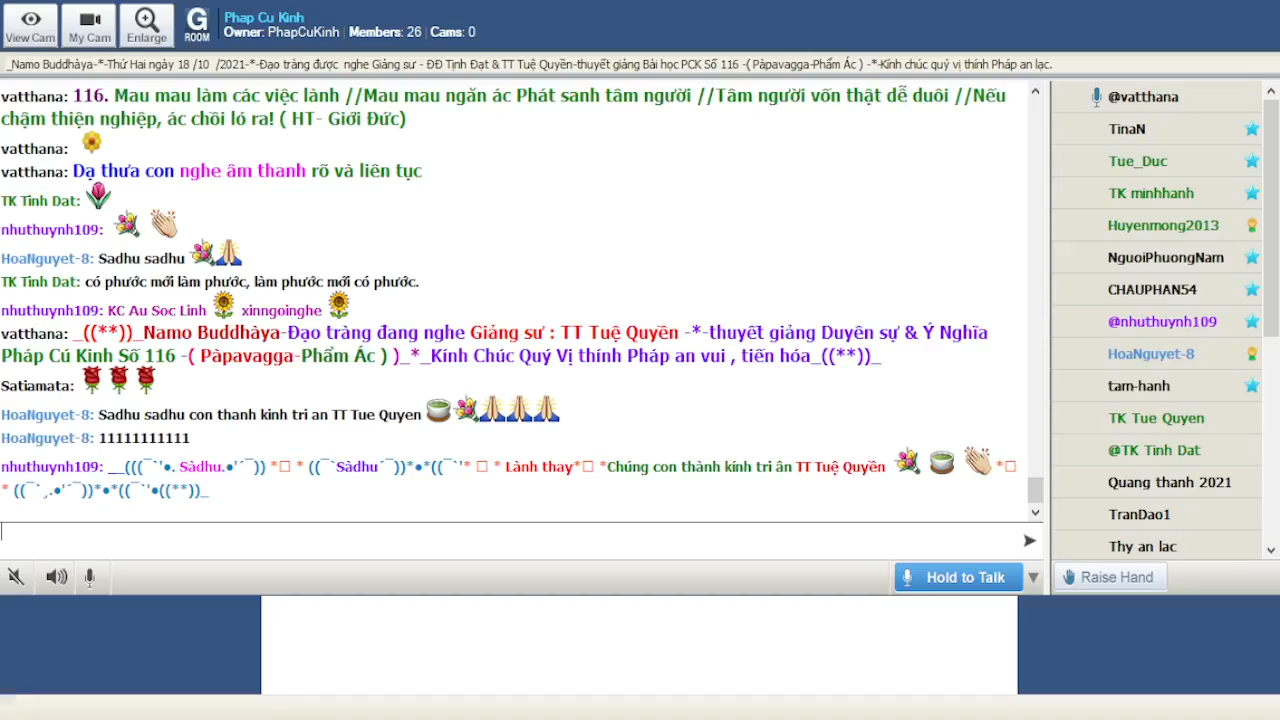 View Cam
My Cam
Enlarge
G ROOM
Phap Cu Kinh
Owner: PhapCuKinh | Members: 26 | Cams: 0
_Namo Buddhàya-*-Thứ Hai ngày 18 /10 /2021-*-Đạo tràng được nghe Giảng sư - ĐĐ Tịnh Đạt & TT Tuệ Quyền-thuyết giảng Bài học PCK Số 116 -( Pàpavagga-Phẩm Ác ) -*-Kính chúc quý vị thính Pháp an lạc.
vatthana: 116. Mau mau làm các việc lành //Mau mau ngăn ác Phát sanh tâm người //Tâm người vốn thật dễ duôi //Nếu
chậm thiện nghiệp, ác chồi ló ra! ( HT- Giới Đức)
vatthana:
vatthana: Dạ thưa con nghe âm thanh rõ và liên tục
TK Tinh Dat:
nhuthuynh109:
HoaNguyet-8: Sadhu sadhu
TK Tinh Dat: có phước mới làm phước, làm phước mới có phước.
nhuthuynh109: KC Au Soc Linh xinngoinghe
vatthana: _((**))_Namo Buddhàya-Đạo tràng đang nghe Giảng sư : TT Tuệ Quyền -*-thuyết giảng Duyên sự & Ý Nghĩa
Pháp Cú Kinh Số 116 -( Pàpavagga-Phẩm Ác ) )_*_Kính Chúc Quý Vị thính Pháp an vui , tiến hóa_((**))_
Satiamata:
HoaNguyet-8: Sadhu sadhu con thanh kinh tri an TT Tue Quyen
HoaNguyet-8: 11111111111
nhuthuynh109: __(((¯`'•. Sàdhu.•'´¯)) * * ((¯`Sàdhu´¯))*•*((¯`'* * Lành thay* *Chúng con thành kính tri ân TT Tuệ Quyền *
* ((¯`¸.•'´¯))*•*((¯`'•((**))_
Hold to Talk
@vatthana
TinaN
Tue_Duc
TK minhhanh
Huyenmong2013
NguoiPhuongNam
CHAUPHAN54
@nhuthuynh109
HoaNguyet-8
tam-hanh
TK Tue Quyen
@TK Tinh Dat
Quang thanh 2021
TranDao1
Thy an lac
Raise Hand